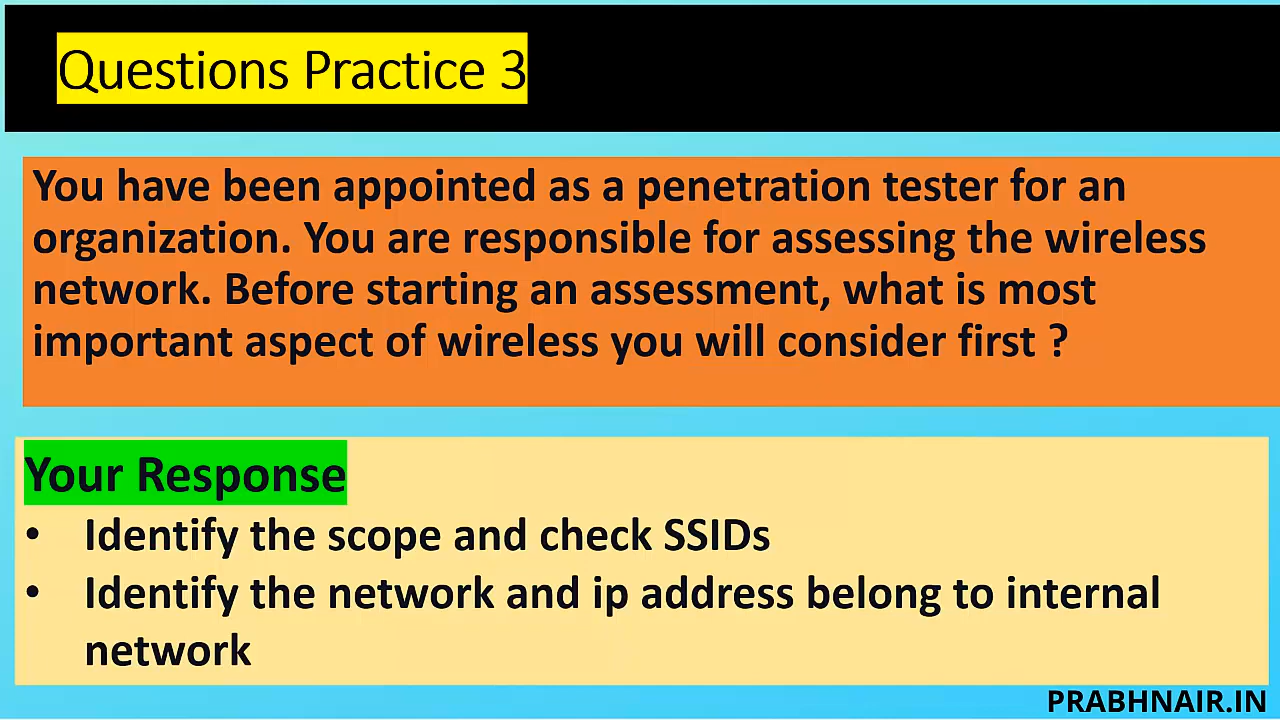 Questions Practice 3
You have been appointed as a penetration tester for an
organization. You are responsible for assessing the wireless
network. Before starting an assessment, what is most
important aspect of wireless you will consider first ?
Your Response
• Identify the scope and check SSIDs
• Identify the network and ip address belong to internal
network
PRABHNAIR.IN